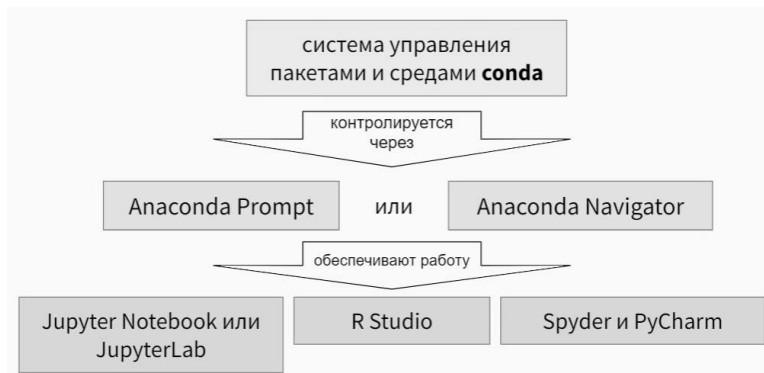 система управления
пакетами и средами conda
контролируется
через
Anaconda Prompt
или
Anaconda Navigator
обеспечивают работу
Jupyter Notebook или
JupyterLab
R Studio
Spyder и PyCharm